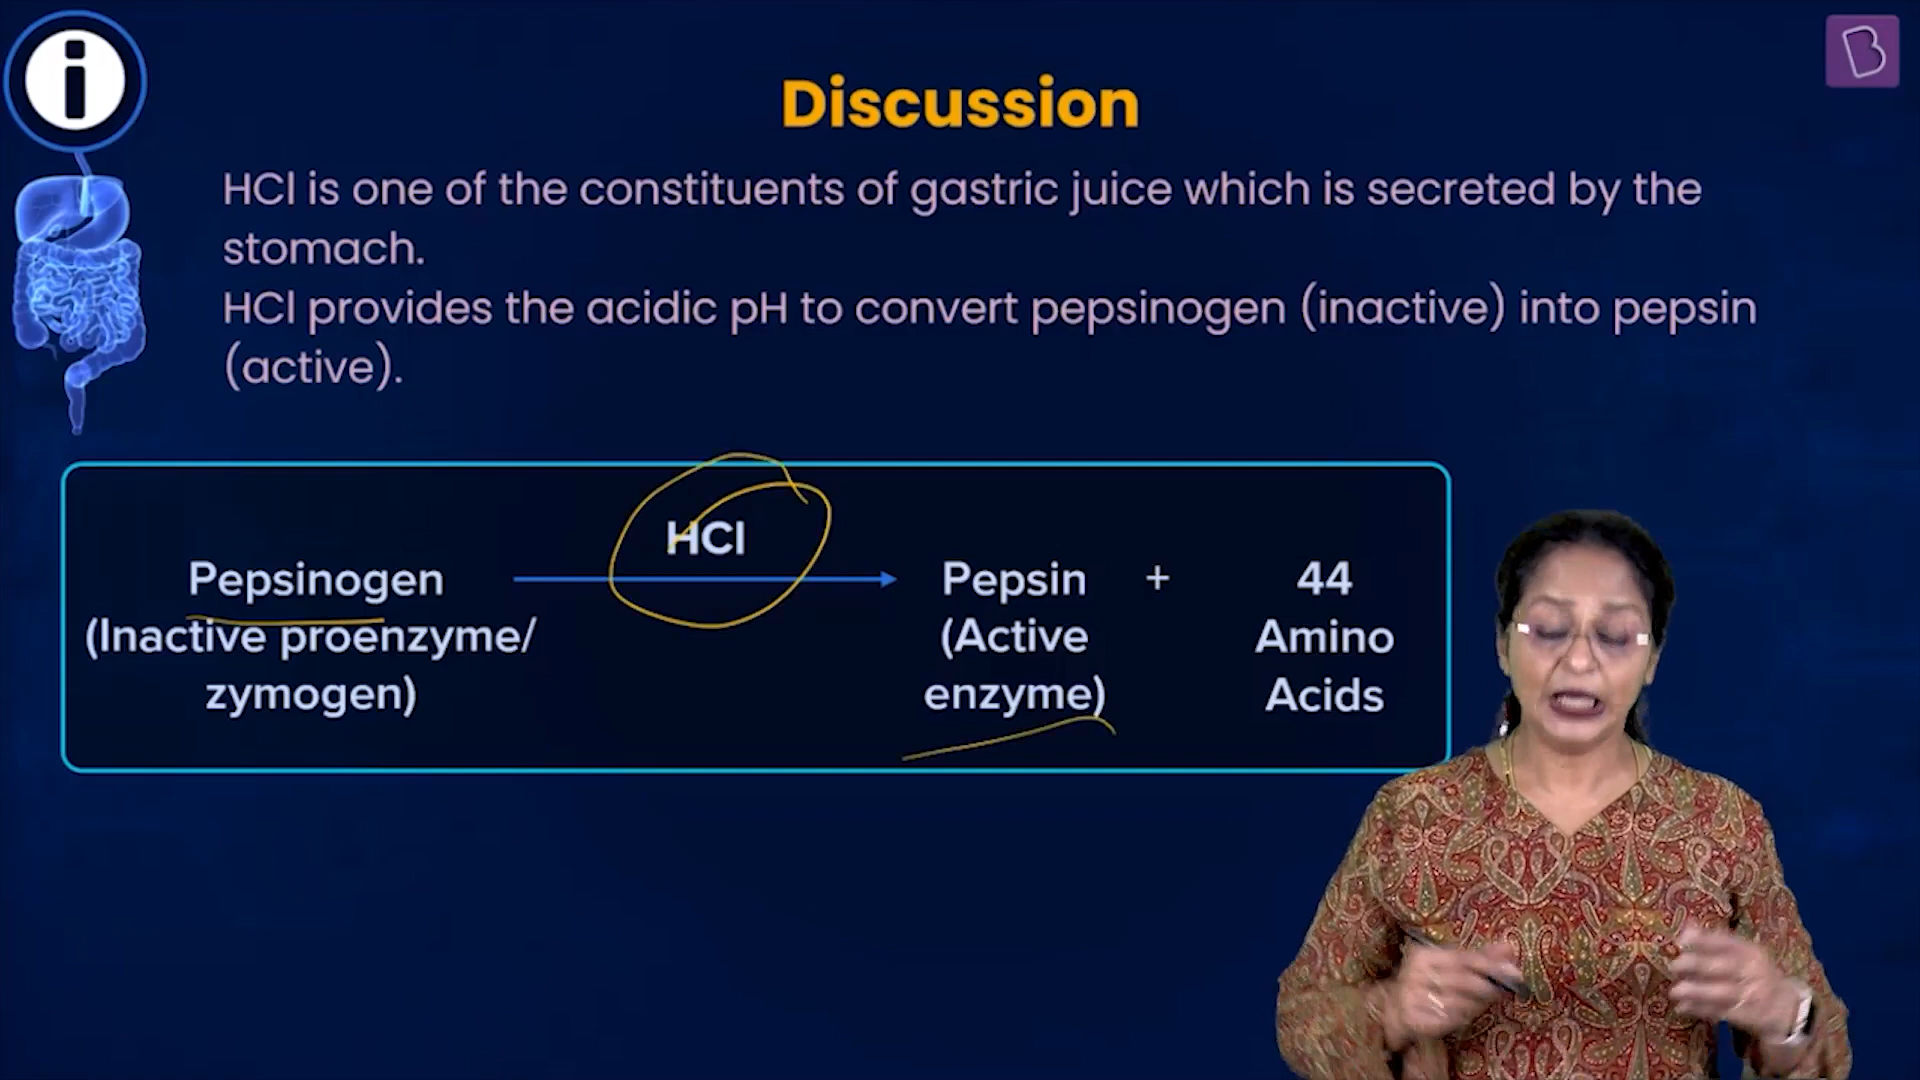 i
Discussion
HCl is one of the constituents of gastric juice which is secreted by the
stomach.
HCl provides the acidic pH to convert pepsinogen (inactive) into pepsin
(active).
HCl
Pepsinogen
(Inactive proenzyme/
zymogen)
Pepsin
(Active
enzyme)
+
44
Amino
Acids
B